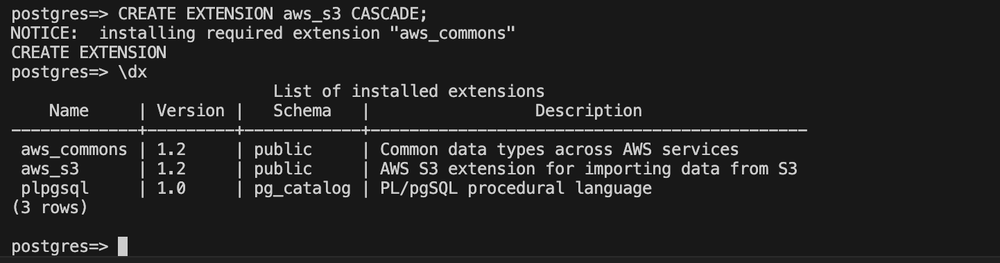 postgres=> CREATE EXTENSION aws_s3 CASCADE;
NOTICE:  installing required extension "aws_commons"
CREATE EXTENSION
postgres=> \dx
                           List of installed extensions
    Name     | Version |   Schema   |                 Description
-------------+---------+------------+---------------------------------------------
 aws_commons | 1.2     | public     | Common data types across AWS services
 aws_s3      | 1.2     | public     | AWS S3 extension for importing data from S3
 plpgsql     | 1.0     | pg_catalog | PL/pgSQL procedural language
(3 rows)
postgres=>